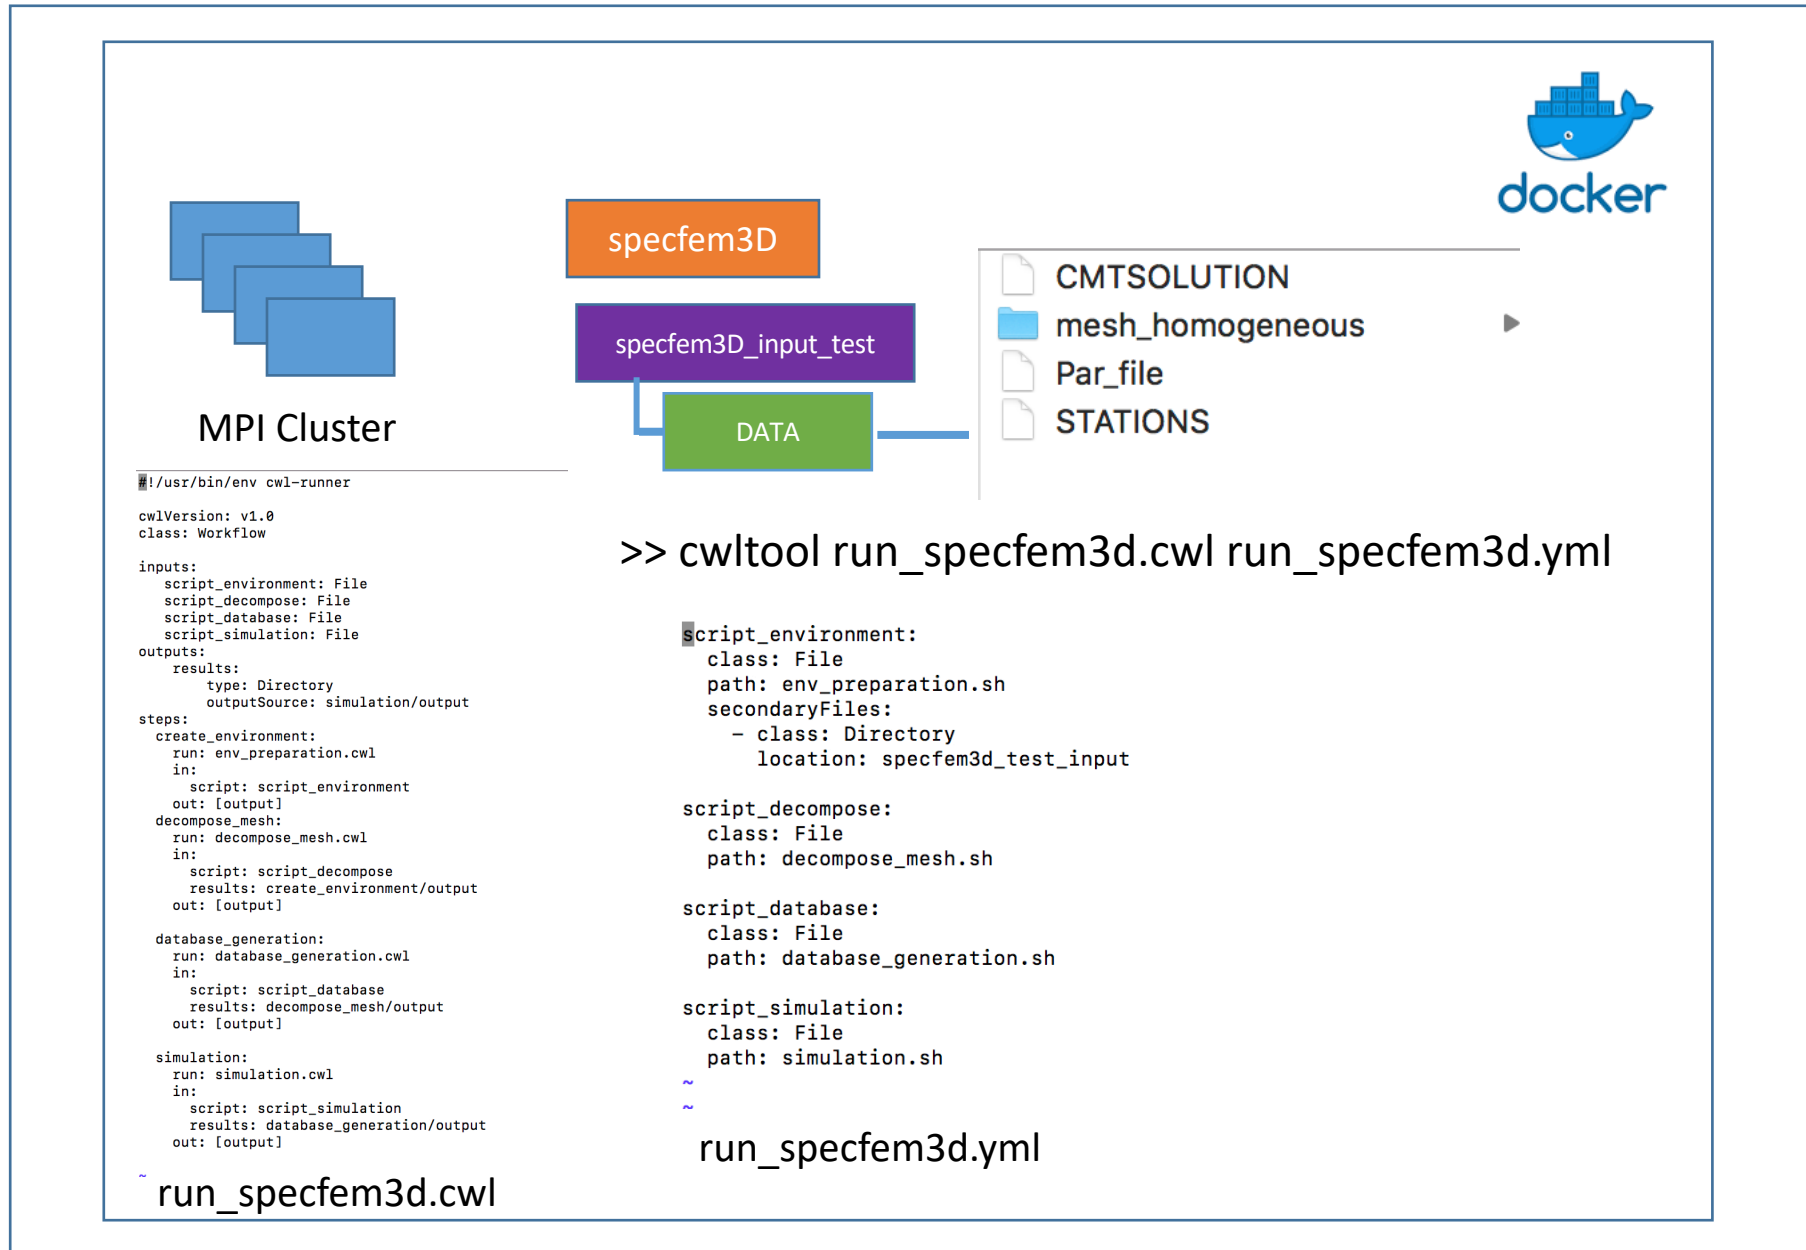 docker
specfem3D
specfem3D_input_test
DATA
CMTSOLUTION
mesh_homogeneous
Par_file
STATIONS
MPI Cluster
#!/usr/bin/env cwl-runner
cwlVersion: v1.0
class: Workflow
inputs:
script_environment: File
script_decompose: File
script_database: File
script_simulation: File
outputs:
results:
type: Directory
outputSource: simulation/output
steps:
create_environment:
run: env_preparation.cwl
in:
script: script_environment
out: [output]
decompose_mesh:
run: decompose_mesh.cwl
in:
script: script_decompose
results: create_environment/output
out: [output]
database_generation:
run: database_generation.cwl
in:
script: script_database
results: decompose_mesh/output
out: [output]
simulation:
run: simulation.cwl
in:
script: script_simulation
results: database_generation/output
out: [output]
~
run_specfem3d.cwl
>> cwltool run_specfem3d.cwl run_specfem3d.yml
script_environment:
class: File
path: env_preparation.sh
secondaryFiles:
– class: Directory
location: specfem3d_test_input
script_decompose:
class: File
path: decompose_mesh.sh
script_database:
class: File
path: database_generation.sh
script_simulation:
class: File
path: simulation.sh
~
~
run_specfem3d.yml